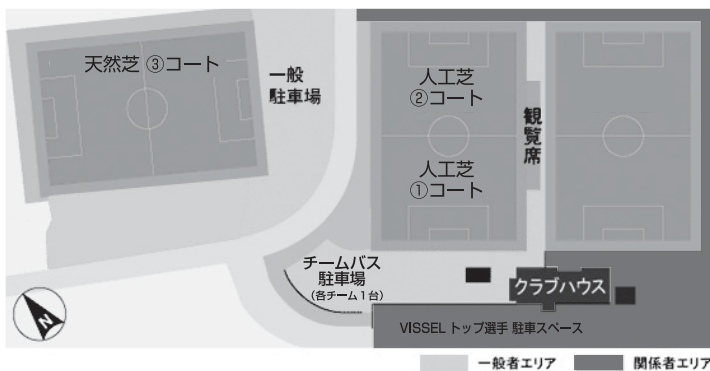 天然芝 ③コート
一般
駐車場
人工芝
②コート
観覧席
人工芝
①コート
チームバス
駐車場
(各チーム1台)
クラブハウス
VISSEL トップ選手 駐車スペース
N
一般者エリア
関係者エリア